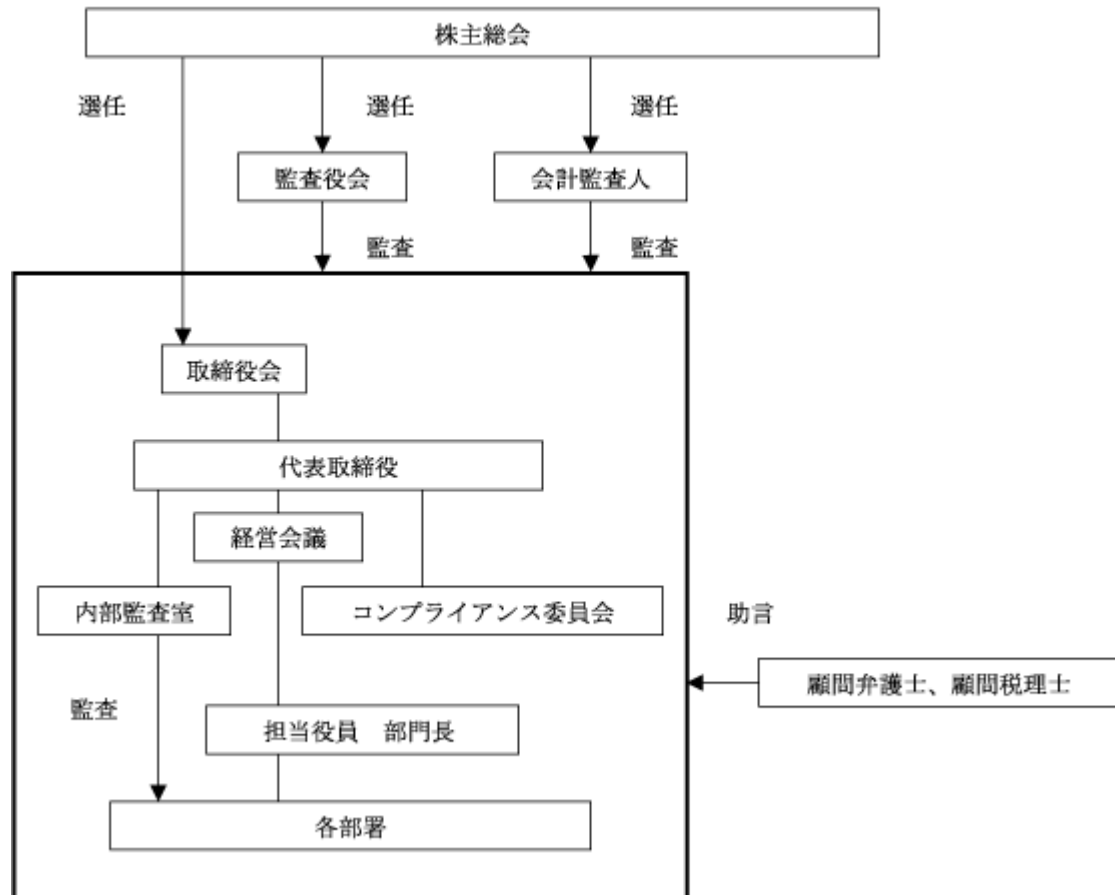 株主総会
選任
選任
選任
監査役会
会計監査人
監査
監査
取締役会
代表取締役
経営会議
内部監査室
コンプライアンス委員会
助言
顧問弁護士、顧問税理士
監査
担当役員　部門長
各部署